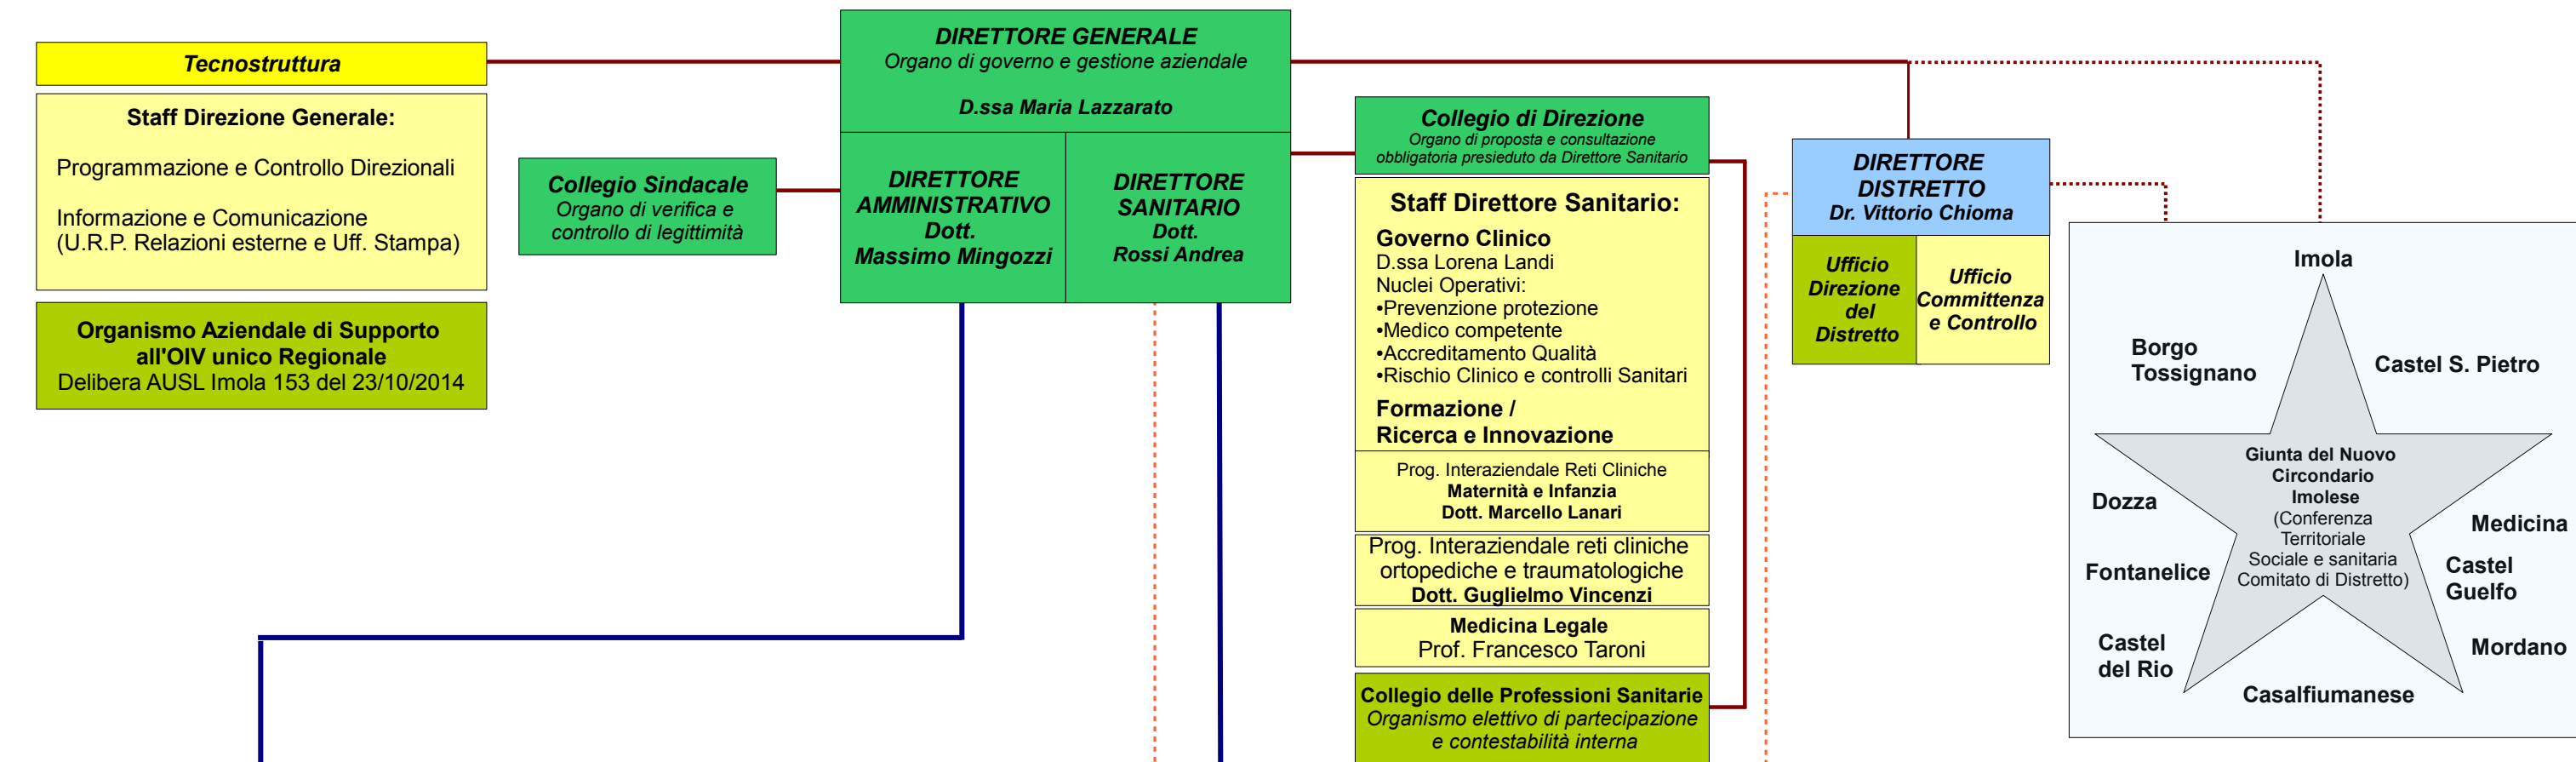 Tecnostruttura
Staff Direzione Generale:
Programmazione e Controllo Direzionali
Informazione e Comunicazione
(U.R.P. Relazioni esterne e Uff. Stampa)
Organismo Aziendale di Supporto
all'OIV unico Regionale
Delibera AUSL Imola 153 del 23/10/2014
Collegio Sindacale
Organo di verifica e
controllo di legittimità
DIRETTORE GENERALE
Organo di governo e gestione aziendale
D.ssa Maria Lazzarato
DIRETTORE
AMMINISTRATIVO
Dott.
Massimo Mingozzi
DIRETTORE
SANITARIO
Dott.
Rossi Andrea
Collegio di Direzione
Organo di proposta e consultazione
obbligatoria presieduto da Direttore Sanitario
Staff Direttore Sanitario:
Governo Clinico
D.ssa Lorena Landi
Nuclei Operativi:
•Prevenzione protezione
•Medico competente
•Accreditamento Qualità
•Rischio Clinico e controlli Sanitari
Formazione /
Ricerca e Innovazione
Prog. Interaziendale Reti Cliniche
Maternità e Infanzia
Dott. Marcello Lanari
Prog. Interaziendale reti cliniche
ortopediche e traumatologiche
Dott. Guglielmo Vincenzi
Medicina Legale
Prof. Francesco Taroni
Collegio delle Professioni Sanitarie
Organismo elettivo di partecipazione
e contestabilità interna
DIRETTORE
DISTRETTO
Dr. Vittorio Chioma
Ufficio
Direzione
del
Distretto
Ufficio
Committenza
e Controllo
Imola
Borgo
Tossignano
Castel S. Pietro
Giunta del Nuovo
Circondario
Imolese
(Conferenza
Territoriale
Sociale e sanitaria
Comitato di Distretto)
Dozza
Medicina
Fontanelice
Castel
Guelfo
Castel
del Rio
Mordano
Casalfiumanese